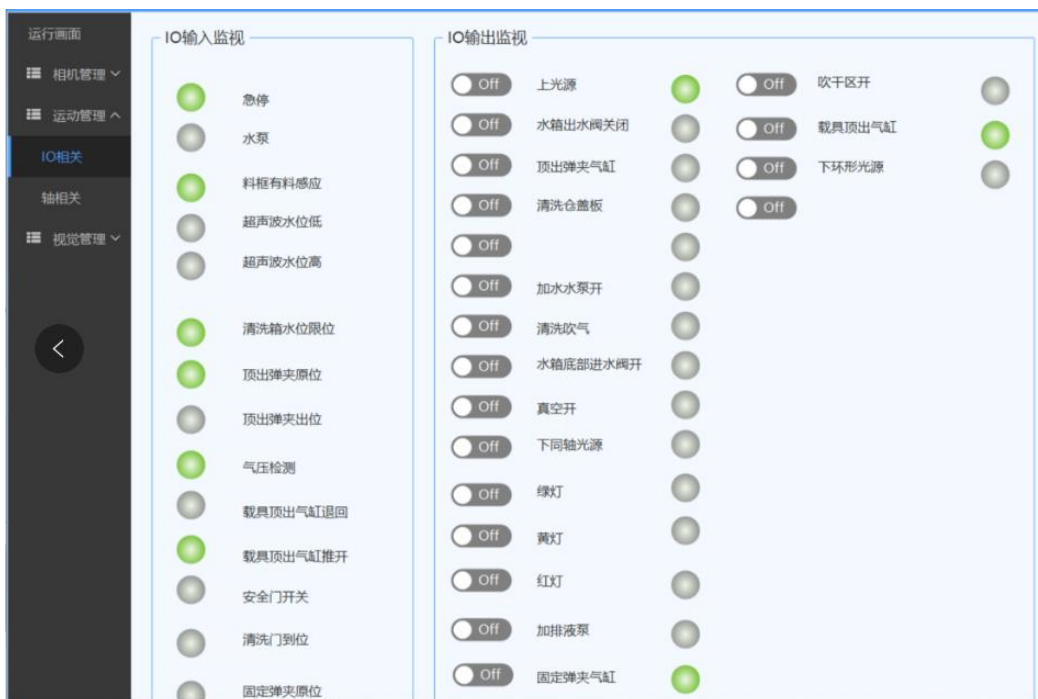 运行画面
相机管理
运动管理
IO相关
轴相关
视觉管理
IO输入监视
急停
水泵
料框有料感应
超声波水位低
超声波水位高
清洗箱水位限位
顶出弹夹原位
顶出弹夹出位
气压检测
载具顶出气缸退回
载具顶出气缸推开
安全门开关
清洗门到位
固定弹夹原位
IO输出监视
Off 上光源
Off 水箱出水阀关闭
Off 顶出弹夹气缸
Off 清洗仓盖板
Off
Off 加水水泵开
Off 清洗吹气
Off 水箱底部进水阀开
Off 真空开
Off 下同轴光源
Off 绿灯
Off 黄灯
Off 红灯
Off 加排液泵
Off 固定弹夹气缸
Off 吹干区开
Off 载具顶出气缸
Off 下环形光源
Off